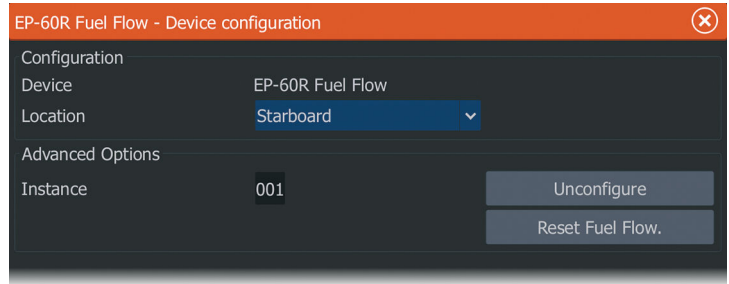 EP-60R Fuel Flow - Device configuration
Configuration
Device EP-60R Fuel Flow
Location Starboard
Advanced Options
Instance 001 Unconfigure
Reset Fuel Flow.